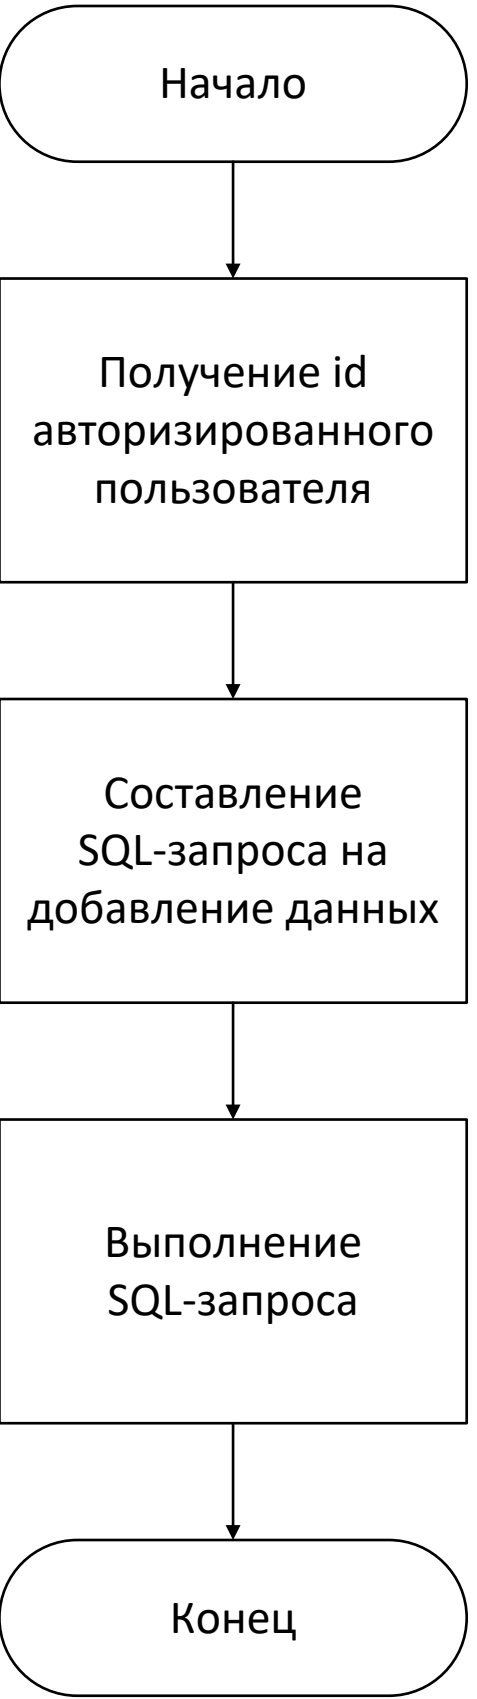 Начало
Получение id
авторизированного
пользователя
Составление
SQL-запроса на
добавление данных
Выполнение
SQL-запроса
Конец